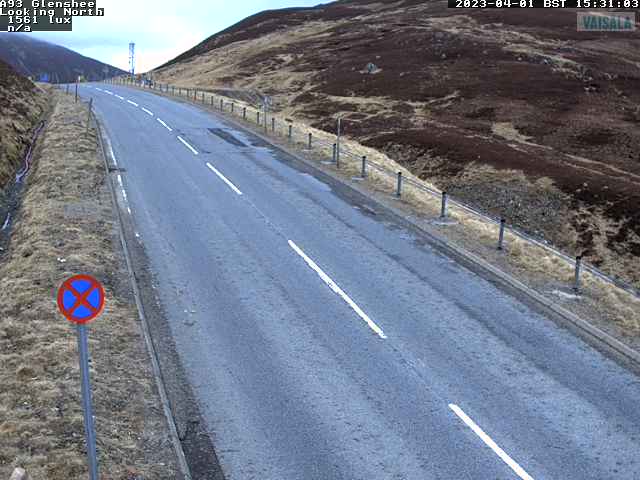 A93 Glenshee
Looking North
1561 lux
n/a
2023-04-01 BST 15:31:03
VAISALA